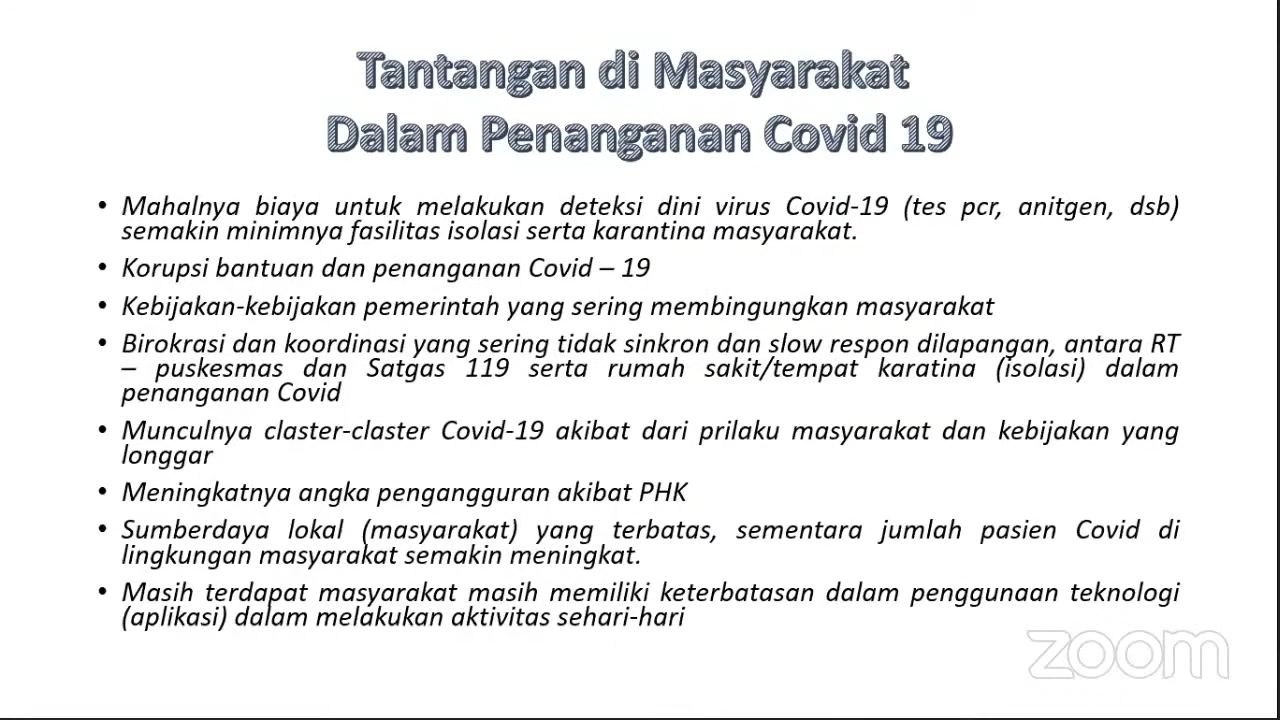 Tantangan di Masyarakat
Dalam Penanganan Covid 19
• Mahalnya biaya untuk melakukan deteksi dini virus Covid-19 (tes pcr, anitgen, dsb)
semakin minimnya fasilitas isolasi serta karantina masyarakat.
• Korupsi bantuan dan penanganan Covid – 19
• Kebijakan-kebijakan pemerintah yang sering membingungkan masyarakat
• Birokrasi dan koordinasi yang sering tidak sinkron dan slow respon dilapangan, antara RT
– puskesmas dan Satgas 119 serta rumah sakit/tempat karatina (isolasi) dalam
penanganan Covid
• Munculnya claster-claster Covid-19 akibat dari prilaku masyarakat dan kebijakan yang
longgar
• Meningkatnya angka pengangguran akibat PHK
• Sumberdaya lokal (masyarakat) yang terbatas, sementara jumlah pasien Covid di
lingkungan masyarakat semakin meningkat.
• Masih terdapat masyarakat masih memiliki keterbatasan dalam penggunaan teknologi
(aplikasi) dalam melakukan aktivitas sehari-hari
zoom